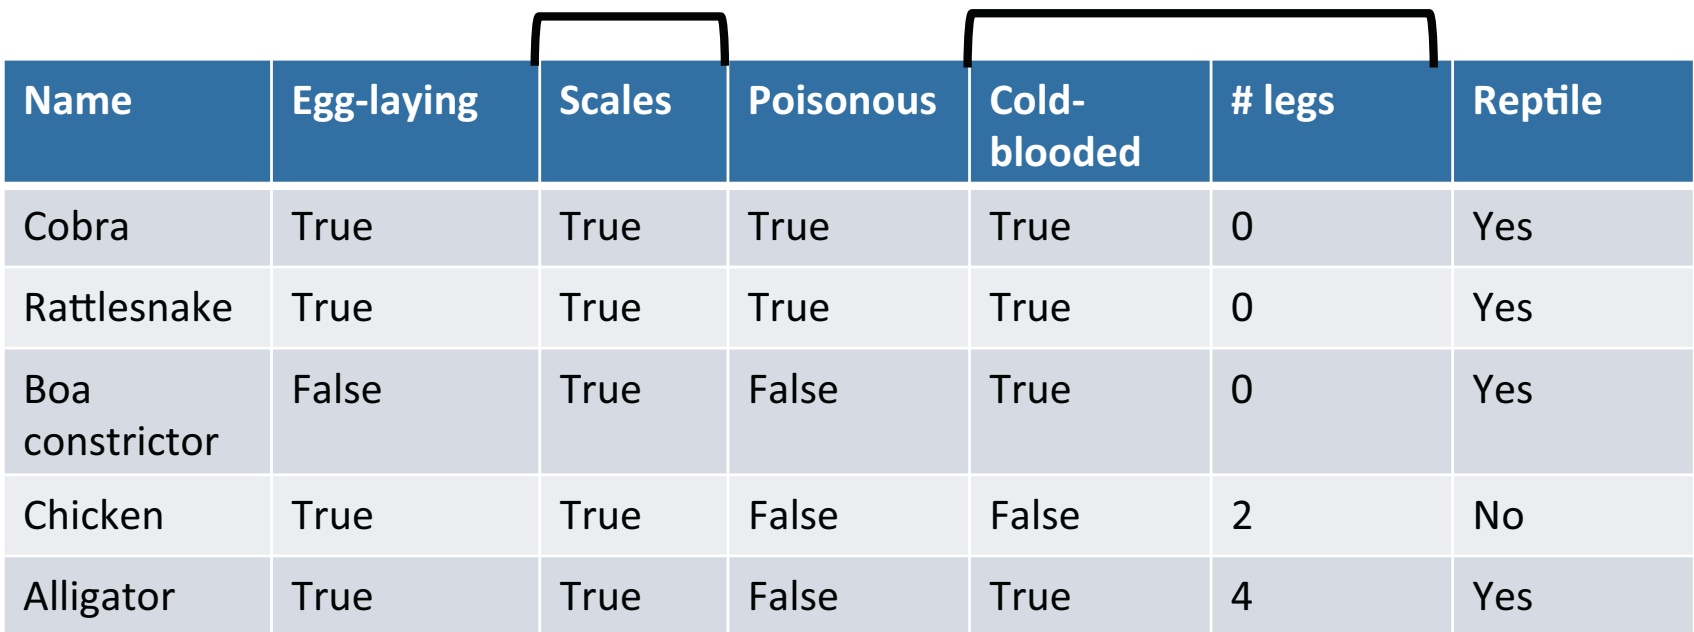 Name Egg-laying Scales Poisonous Cold-blooded # legs Reptile
Cobra True True True True 0 Yes
Rattlesnake True True True True 0 Yes
Boa constrictor False True False True 0 Yes
Chicken True True False False 2 No
Alligator True True False True 4 Yes